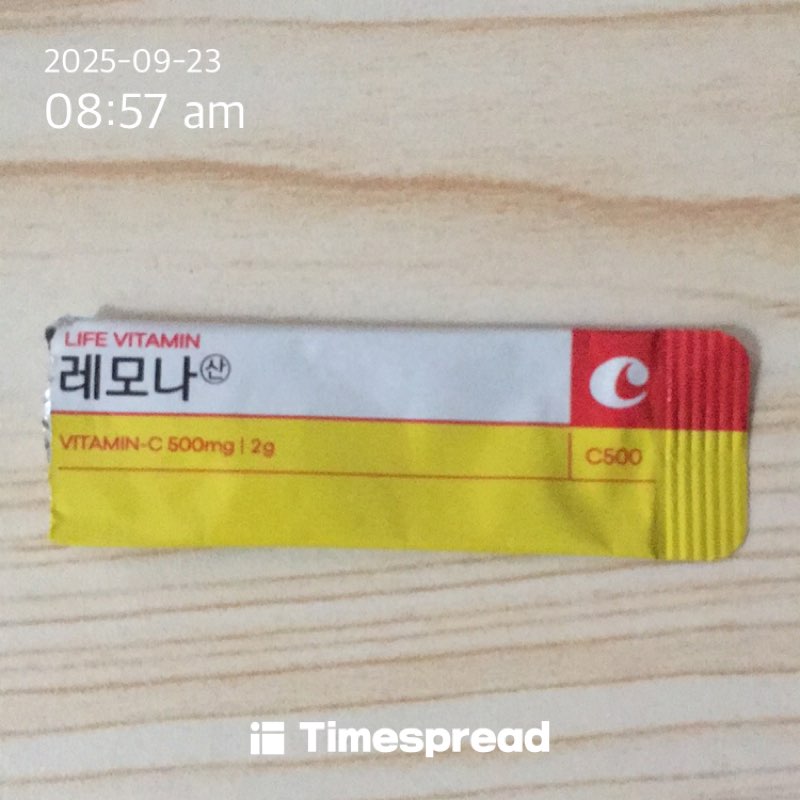 2025-09-23
08:57 am
LIFE VITAMIN
레모나산
VITAMIN-C 500mg | 2g
C
C500
Timespread